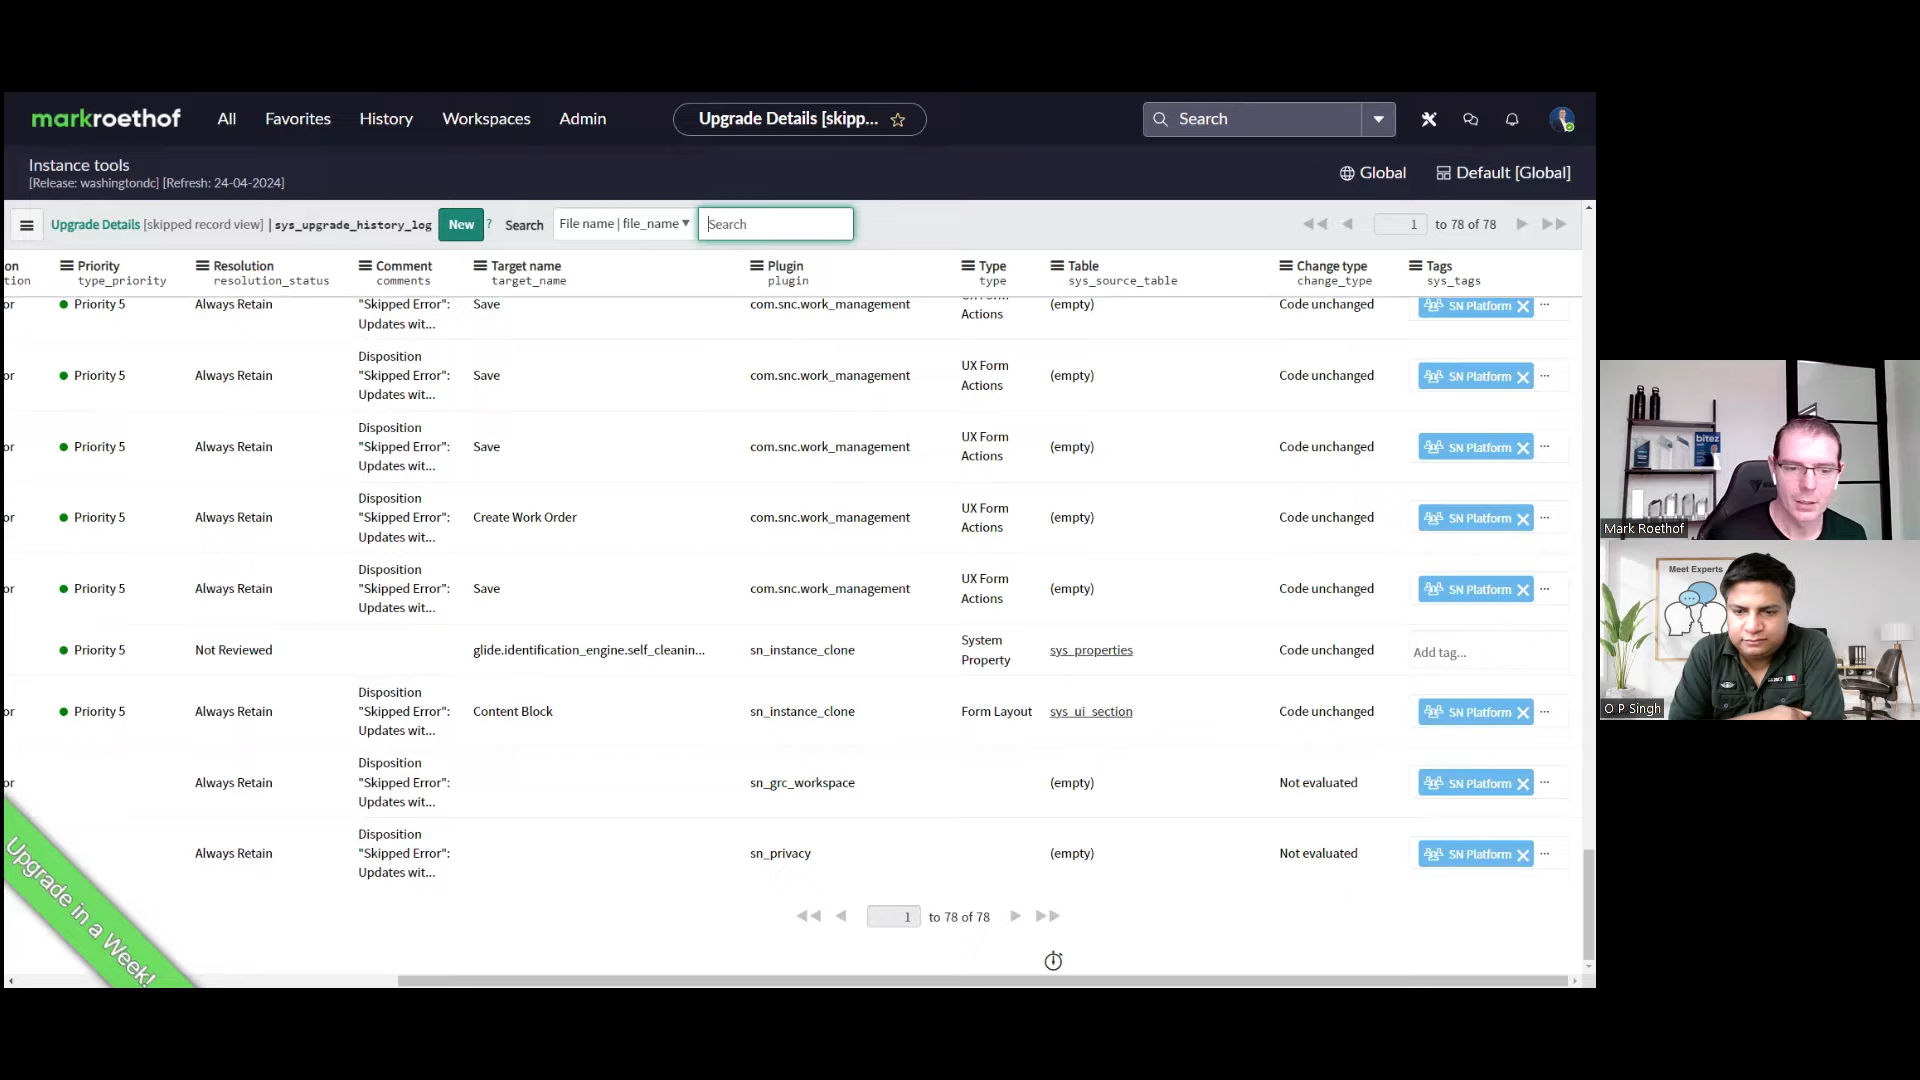 markroethof
All
Favorites
History
Workspaces
Admin
Upgrade Details [skipp...
Search
Instance tools
[Release: washingtondc] [Refresh: 24-04-2024]
Global
Default [Global]
Upgrade Details [skipped record view] | sys_upgrade_history_log
New
?
Search
File name | file_name
Search
1 to 78 of 78
on
tion
Priority
type_priority
Resolution
resolution_status
Comment
comments
Target name
target_name
Plugin
plugin
Type
type
Table
sys_source_table
Change type
change_type
Tags
sys_tags
or
Priority 5
Always Retain
"Skipped Error":
Updates wit...
Save
com.snc.work_management
UX Form
Actions
(empty)
Code unchanged
SN Platform
or
Priority 5
Always Retain
Disposition
"Skipped Error":
Updates wit...
Save
com.snc.work_management
UX Form
Actions
(empty)
Code unchanged
SN Platform
or
Priority 5
Always Retain
Disposition
"Skipped Error":
Updates wit...
Save
com.snc.work_management
UX Form
Actions
(empty)
Code unchanged
SN Platform
or
Priority 5
Always Retain
Disposition
"Skipped Error":
Updates wit...
Create Work Order
com.snc.work_management
UX Form
Actions
(empty)
Code unchanged
SN Platform
or
Priority 5
Always Retain
Disposition
"Skipped Error":
Updates wit...
Save
com.snc.work_management
UX Form
Actions
(empty)
Code unchanged
SN Platform
Priority 5
Not Reviewed
glide.identification_engine.self_cleanin...
sn_instance_clone
System
Property
sys_properties
Code unchanged
Add tag...
or
Priority 5
Always Retain
Disposition
"Skipped Error":
Updates wit...
Content Block
sn_instance_clone
Form Layout
sys_ui_section
Code unchanged
SN Platform
or
Always Retain
Disposition
"Skipped Error":
Updates wit...
sn_grc_workspace
(empty)
Not evaluated
SN Platform
Always Retain
Disposition
"Skipped Error":
Updates wit...
sn_privacy
(empty)
Not evaluated
SN Platform
1 to 78 of 78
Upgrade in a Week!
bitez
Mark Roethof
Meet Experts
O P Singh